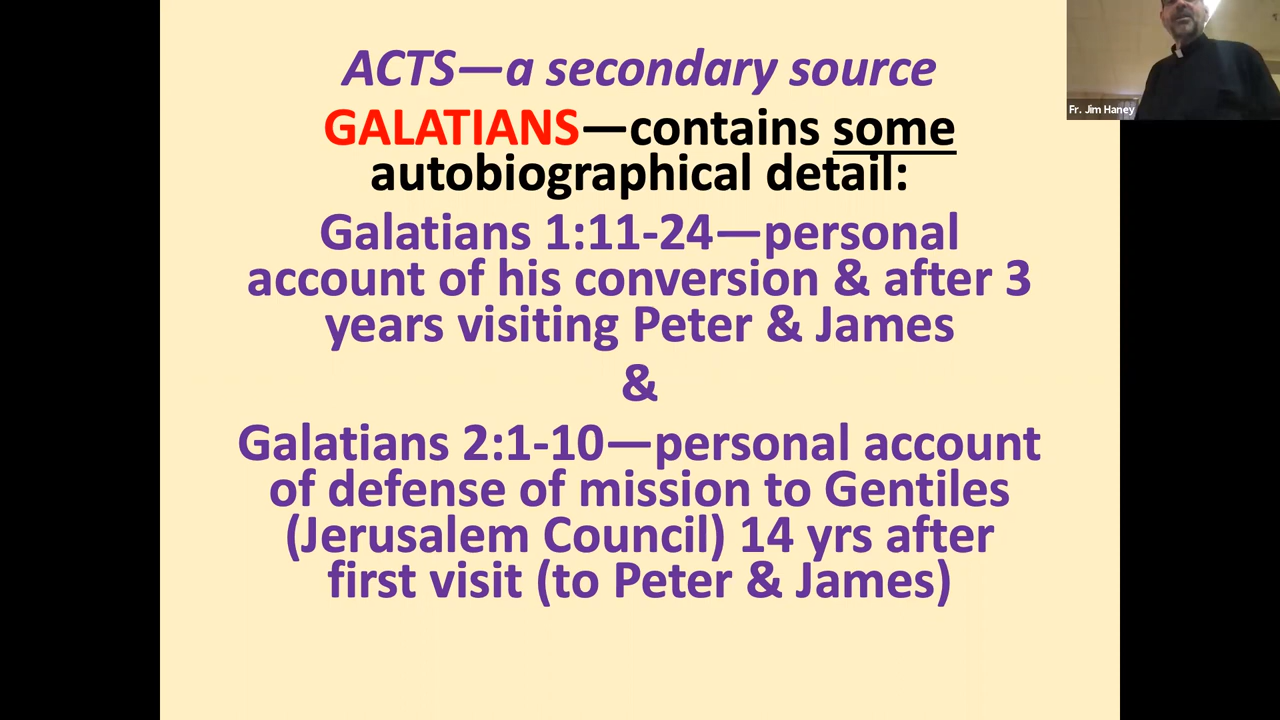 ACTS—a secondary source
GALATIANS—contains some
autobiographical detail:
Galatians 1:11-24—personal
account of his conversion & after 3
years visiting Peter & James
&
Galatians 2:1-10—personal account
of defense of mission to Gentiles
(Jerusalem Council) 14 yrs after
first visit (to Peter & James)
Fr. Jim Haney